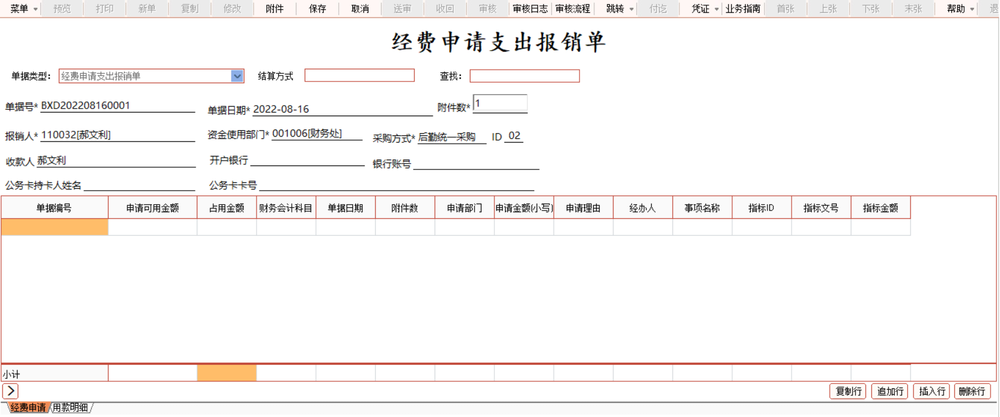 菜单 预览 打印 新单 复制 修改 附件 保存 取消 送审 收回 审核 审核日志 审核流程 跳转 付讫 凭证 业务指南 首张 上张 下张 末张 帮助 退
经费申请支出报销单
单据类型： 经费申请支出报销单 结算方式 查找：
单据号* BXD202208160001 单据日期* 2022-08-16 附件数* 1
报销人* 110032[郝文利] 资金使用部门* 001006[财务处] 采购方式* 后勤统一采购 ID 02
收款人 郝文利 开户银行 银行账号
公务卡持卡人姓名 公务卡卡号
单据编号 申请可用金额 占用金额 财务会计科目 单据日期 附件数 申请部门 申请金额(小写) 申请理由 经办人 事项名称 指标ID 指标文号 指标金额
小计
> 复制行 追加行 插入行 删除行
经费申请 用款明细